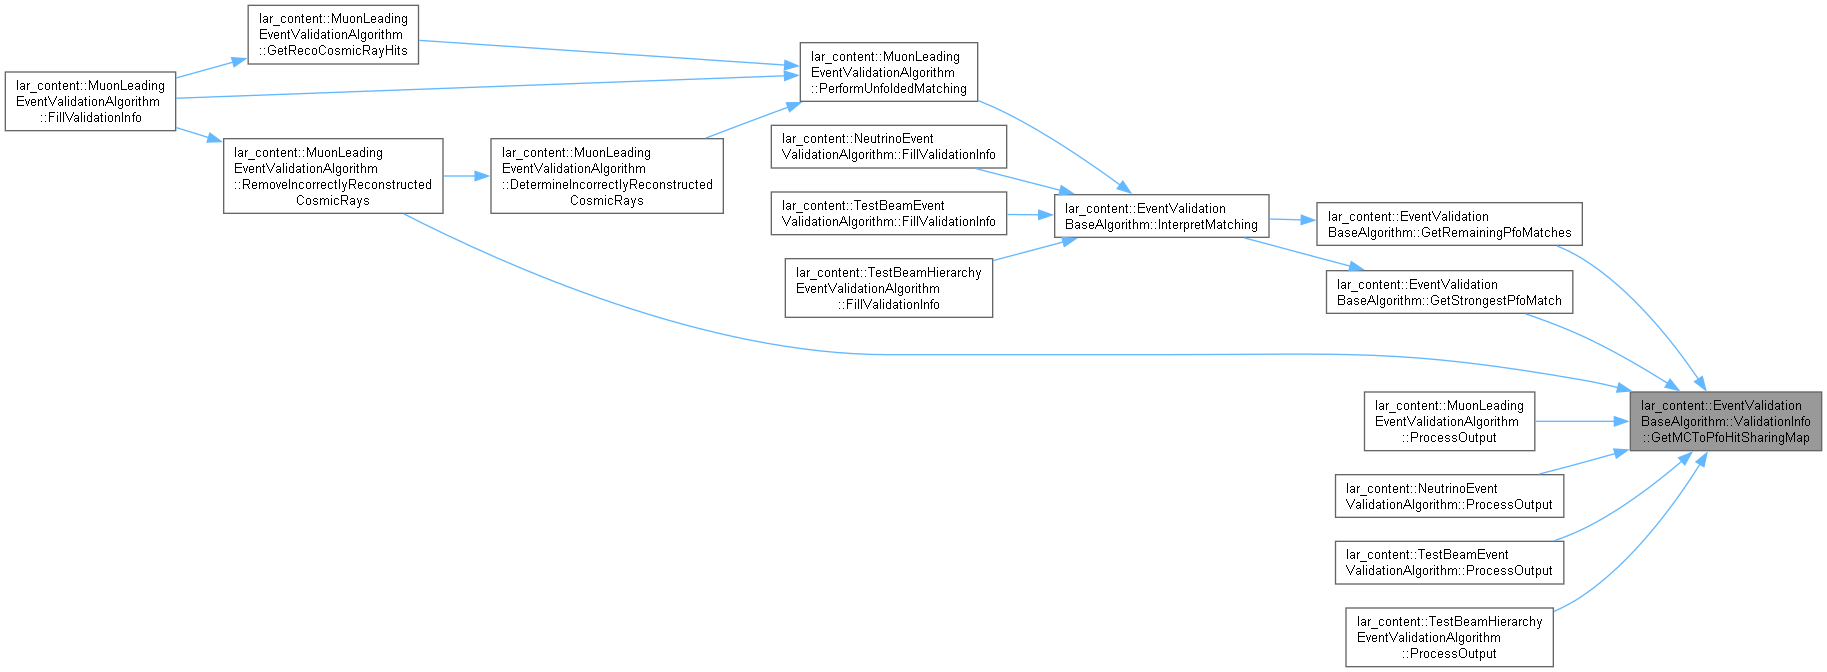 lar_content::MuonLeading
EventValidationAlgorithm
::FillValidationInfo
lar_content::MuonLeading
EventValidationAlgorithm
::GetRecoCosmicRayHits
lar_content::MuonLeading
EventValidationAlgorithm
::RemoveIncorrectlyReconstructed
CosmicRays
lar_content::MuonLeading
EventValidationAlgorithm
::DetermineIncorrectlyReconstructed
CosmicRays
lar_content::MuonLeading
EventValidationAlgorithm
::PerformUnfoldedMatching
lar_content::NeutrinoEvent
ValidationAlgorithm::FillValidationInfo
lar_content::TestBeamEvent
ValidationAlgorithm::FillValidationInfo
lar_content::TestBeamHierarchy
EventValidationAlgorithm
::FillValidationInfo
lar_content::EventValidation
BaseAlgorithm::InterpretMatching
lar_content::EventValidation
BaseAlgorithm::GetRemainingPfoMatches
lar_content::EventValidation
BaseAlgorithm::GetStrongestPfoMatch
lar_content::MuonLeading
EventValidationAlgorithm
::ProcessOutput
lar_content::NeutrinoEvent
ValidationAlgorithm::ProcessOutput
lar_content::TestBeamEvent
ValidationAlgorithm::ProcessOutput
lar_content::TestBeamHierarchy
EventValidationAlgorithm
::ProcessOutput
lar_content::EventValidation
BaseAlgorithm::ValidationInfo
::GetMCToPfoHitSharingMap